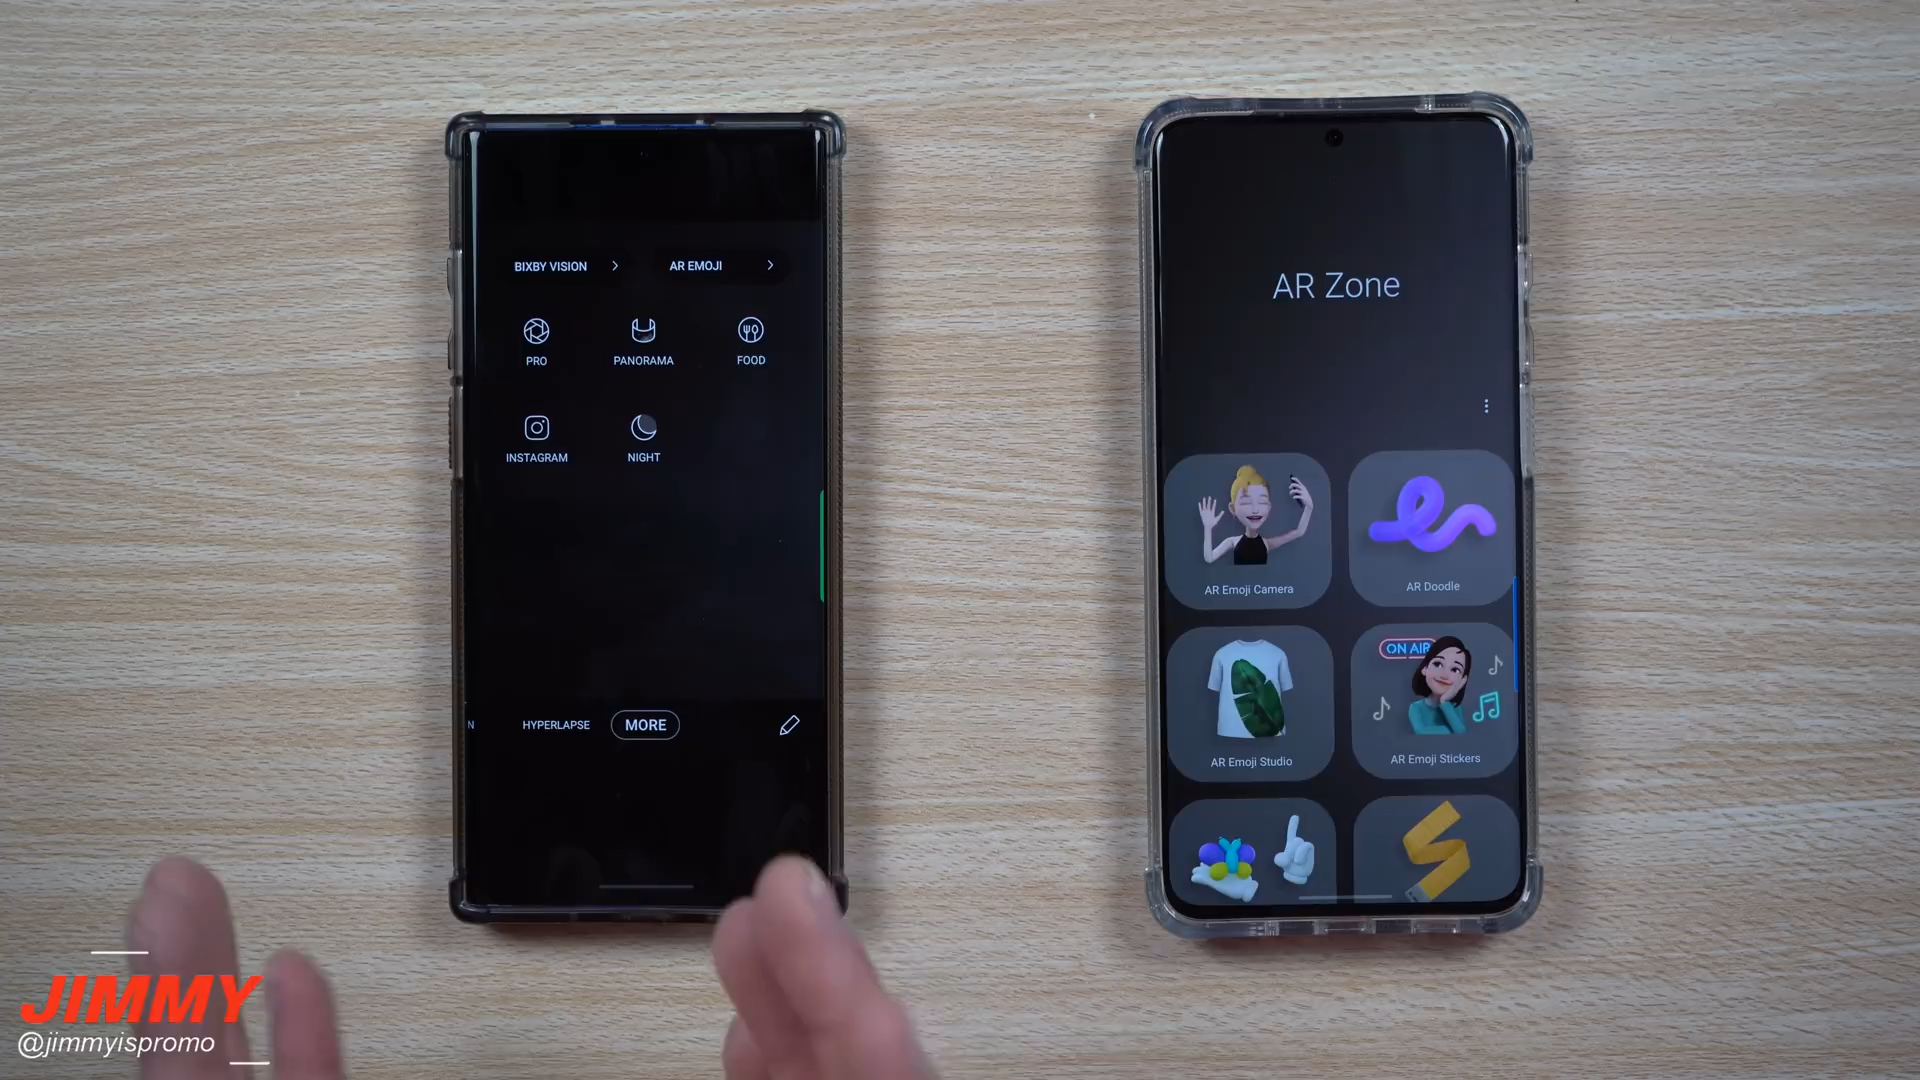 BIXBY VISION
AR EMOJI
PRO
PANORAMA
FOOD
INSTAGRAM
NIGHT
N
HYPERLAPSE
MORE
AR Zone
AR Emoji Camera
AR Doodle
ON AIR
AR Emoji Studio
AR Emoji Stickers
JIMMY
@jimmyispromo